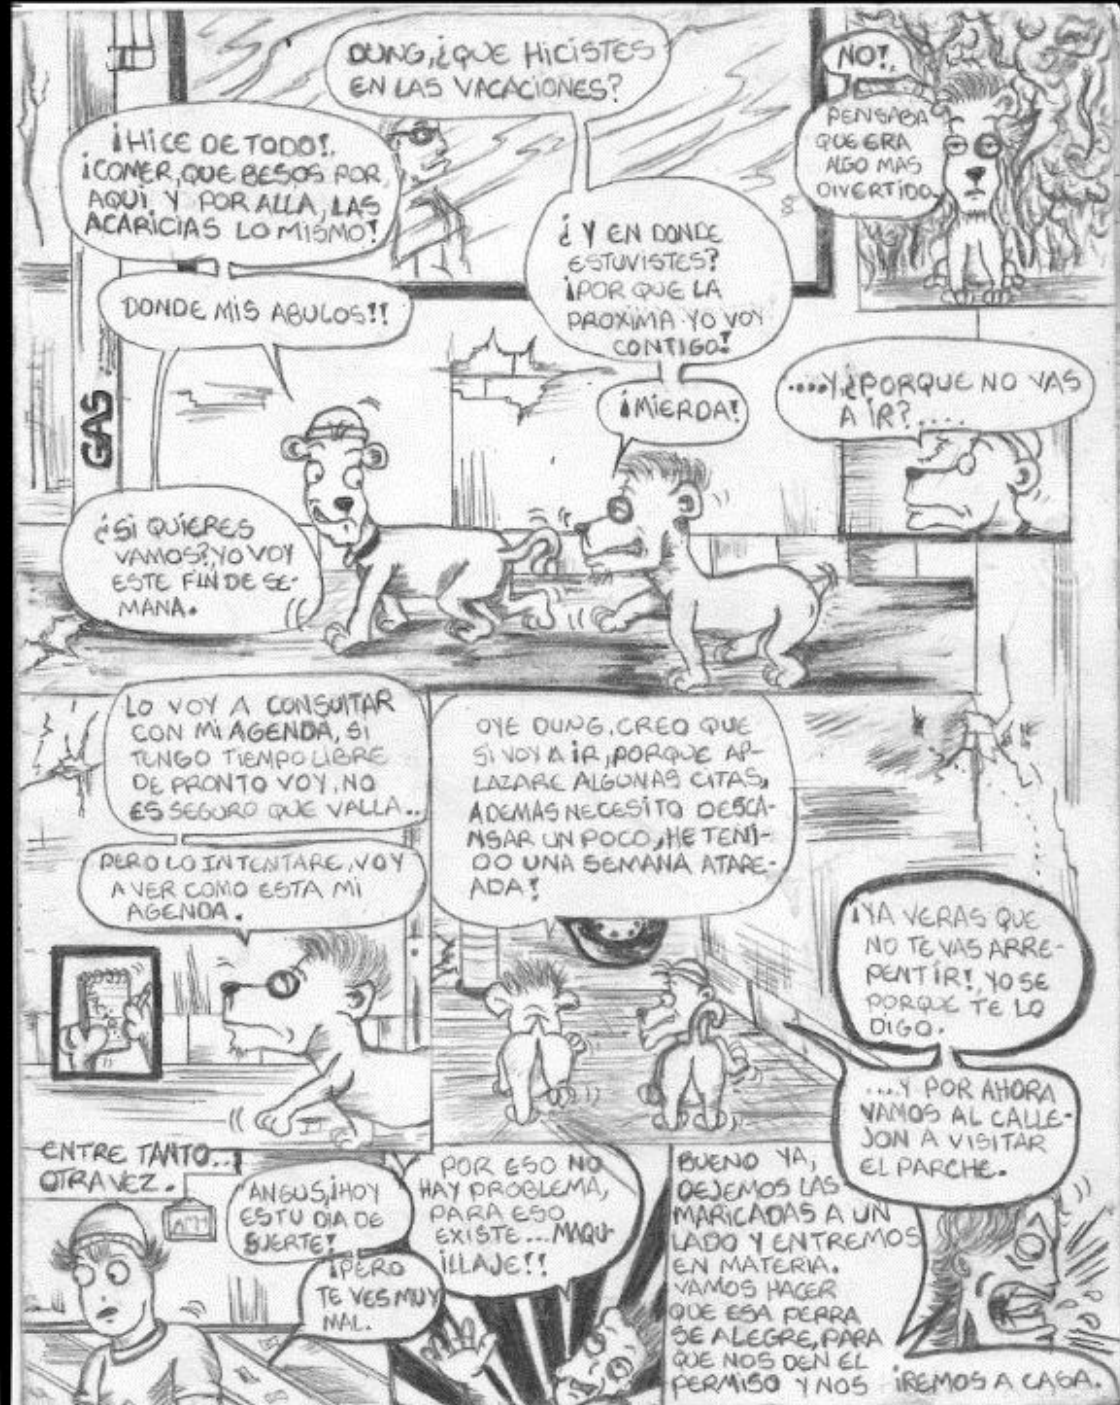 DUNG, ¿QUE HICISTES
EN LAS VACACIONES?
¡HICE DE TODO!.
¡COMER, QUE BESOS POR
AQUI Y POR ALLA, LAS
ACARICIAS LO MISMO!
¿Y EN DONDE
ESTUVISTES?
¡POR QUE LA
PROXIMA YO VOY
CONTIGO!
DONDE MIS ABULOS!!
¡MIERDA!
¿SI QUIERES
VAMOS?, YO VOY
ESTE FIN DE SE-
MANA.
GAS
NO!,
PENSABA
QUE ERA
ALGO MAS
DIVERTIDO.
....Y, ¿PORQUE NO VAS
A IR?....
LO VOY A CONSUITAR
CON MI AGENDA, SI
TENGO TIEMPO LIBRE
DE PRONTO VOY, NO
ES SEGURO QUE VALLA..
PERO LO INTENTARE, VOY
A VER COMO ESTA MI
AGENDA.
OYE DUNG, CREO QUE
SI VOY A IR, PORQUE AP-
LAZARE ALGUNAS CITAS,
ADEMAS NECESITO DESCA-
NSAR UN POCO, HE TENI-
DO UNA SEMANA ATARE-
ADA!
¡YA VERAS QUE
NO TE VAS ARRE-
PENTIR!, YO SE
PORQUE TE LO
DIGO.
....Y POR AHORA
VAMOS AL CALLE-
JON A VISITAR
EL PARCHE.
ENTRE TANTO...
OTRA VEZ.
ANGUS, ¡HOY
ES TU DIA DE
SUERTE!
¡PERO
TE VES MUY
MAL.
POR ESO NO
HAY PROBLEMA,
PARA ESO
EXISTE... MAQU-
ILLAJE!!
BUENO YA,
DEJEMOS LAS
MARICADAS A UN
LADO Y ENTREMOS
EN MATERIA.
VAMOS HACER
QUE ESA PERRA
SE ALEGRE, PARA
QUE NOS DEN EL
PERMISO Y NOS IREMOS A CASA.